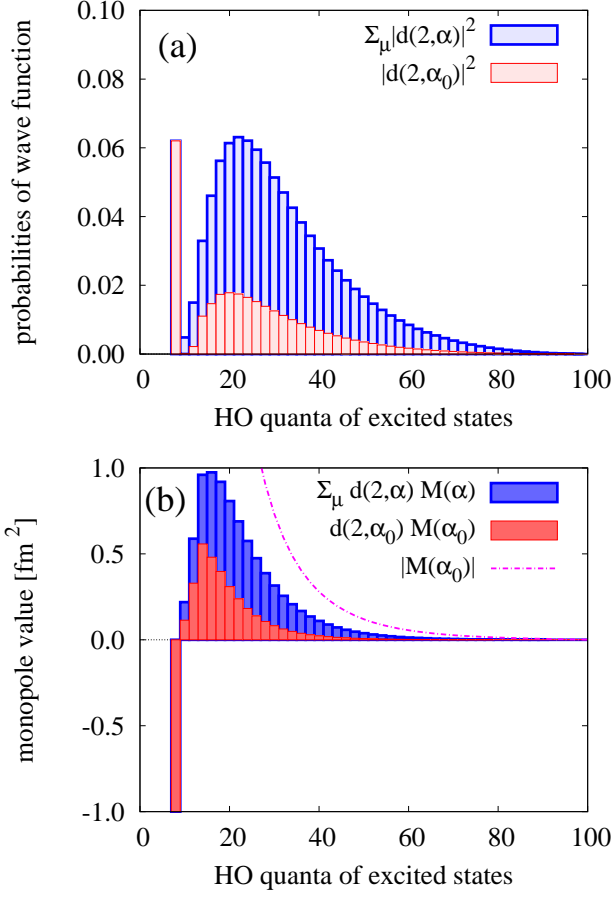 probabilities of wave function
0.10
0.08
0.06
0.04
0.02
0.00
(a)
Σμ|d(2,α)|²
|d(2,α₀)|²
0 20 40 60 80 100
HO quanta of excited states
monopole value [fm ²]
1.0
0.5
0.0
-0.5
-1.0
(b)
Σμ d(2,α) M(α)
d(2,α₀) M(α₀)
|M(α₀)|
0 20 40 60 80 100
HO quanta of excited states